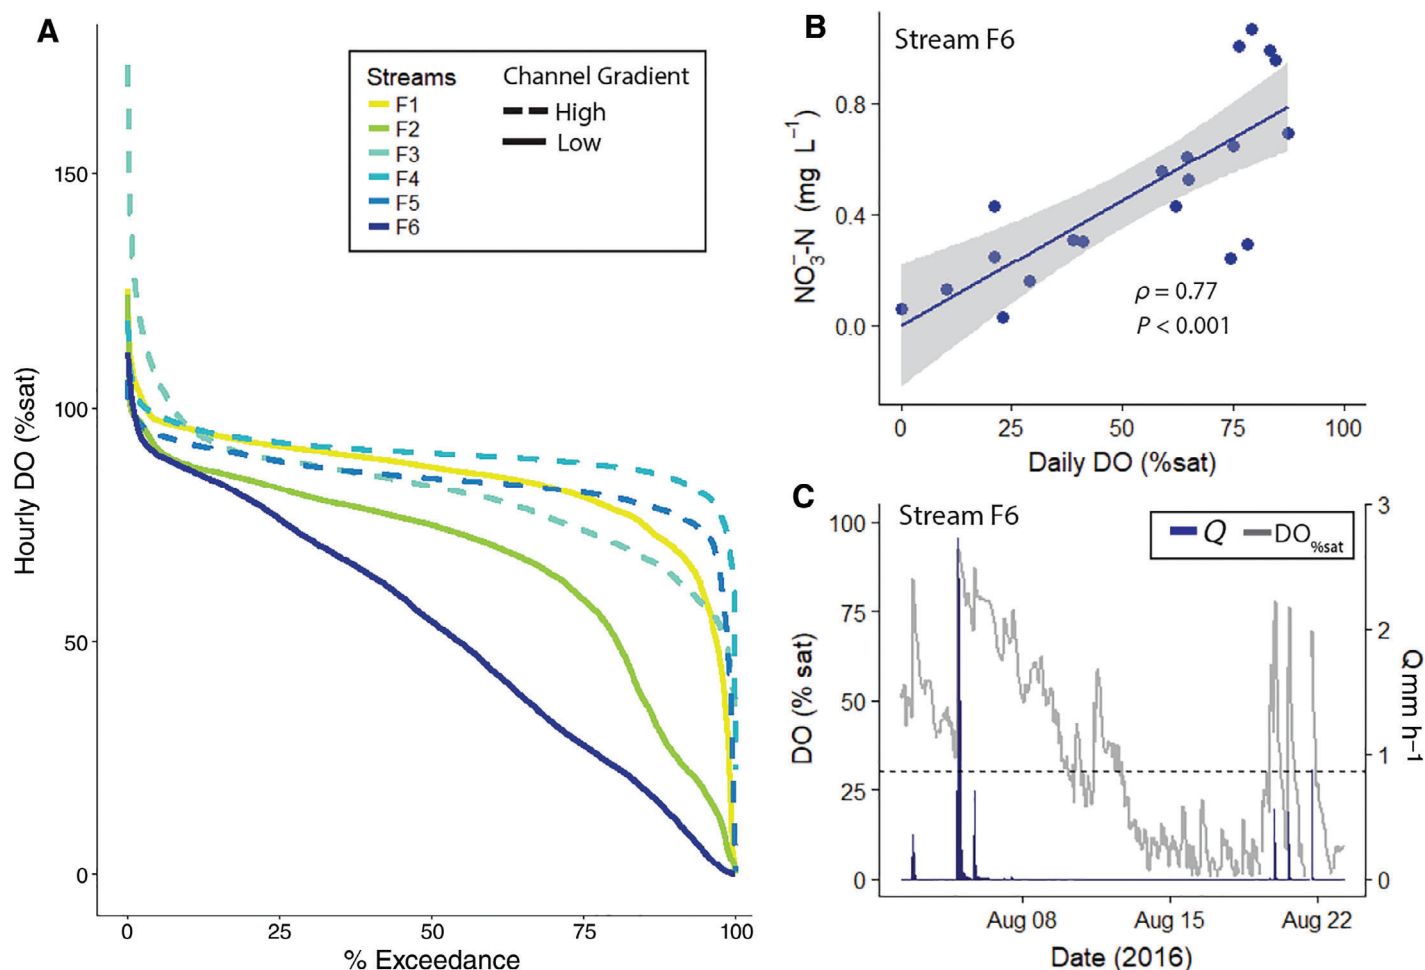 A
Streams
F1
F2
F3
F4
F5
F6
Channel Gradient
High
Low
150
100
50
0
Hourly DO (%sat)
0 25 50 75 100
% Exceedance
B
Stream F6
0.8
0.4
0.0
NO₃⁻-N (mg L⁻¹)
ρ = 0.77
P < 0.001
0 25 50 75 100
Daily DO (%sat)
C
Stream F6
Q DO%sat
100
75
50
25
0
DO (% sat)
3
2
1
0
Q mm h⁻¹
Aug 08 Aug 15 Aug 22
Date (2016)